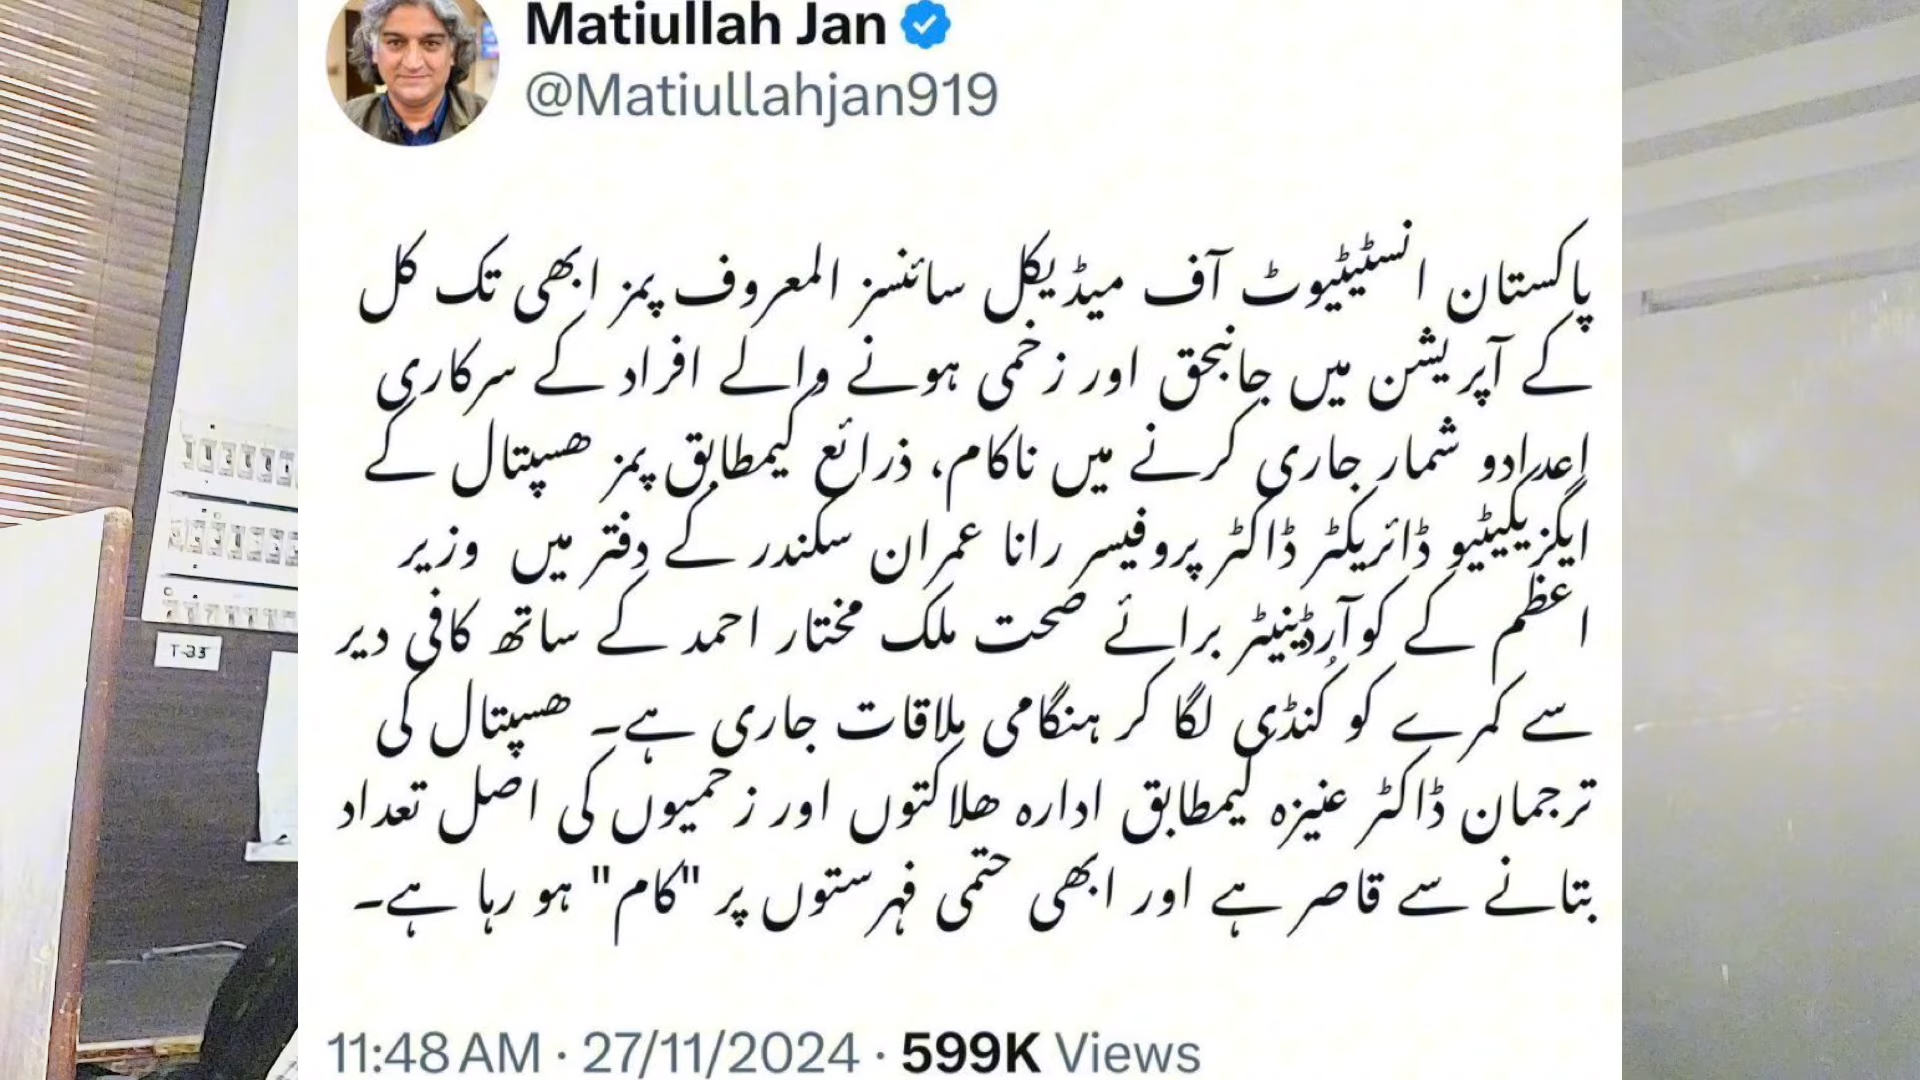 Matiullah Jan
@Matiullahjan919
پاکستان انسٹیٹیوٹ آف میڈیکل سائنسز المعروف پمز ابھی تک کل
کے آپریشن میں جانبحق اور زخمی ہونے والے افراد کے سرکاری
اعدادو شمار جاری کرنے میں ناکام، ذرائع کیمطابق پمز ھسپتال کے
ایگزیکیٹیو ڈائریکٹر ڈاکٹر پروفیسر رانا عمران سکندر کے دفتر میں وزیر
اعظم کے کوآرڈینیٹر برائے صحت ملک مختار احمد کے ساتھ کافی دیر
سے کمرے کو کُنڈی لگا کر ہنگامی ملاقات جاری ہے۔ ھسپتال کی
ترجمان ڈاکٹر عنیزہ کیمطابق ادارہ ھلاکتوں اور زخمیوں کی اصل تعداد
بتانے سے قاصر ہے اور ابھی حتمی فہرستوں پر "کام" ہو رہا ہے۔
11:48 AM · 27/11/2024 · 599K Views
T-33